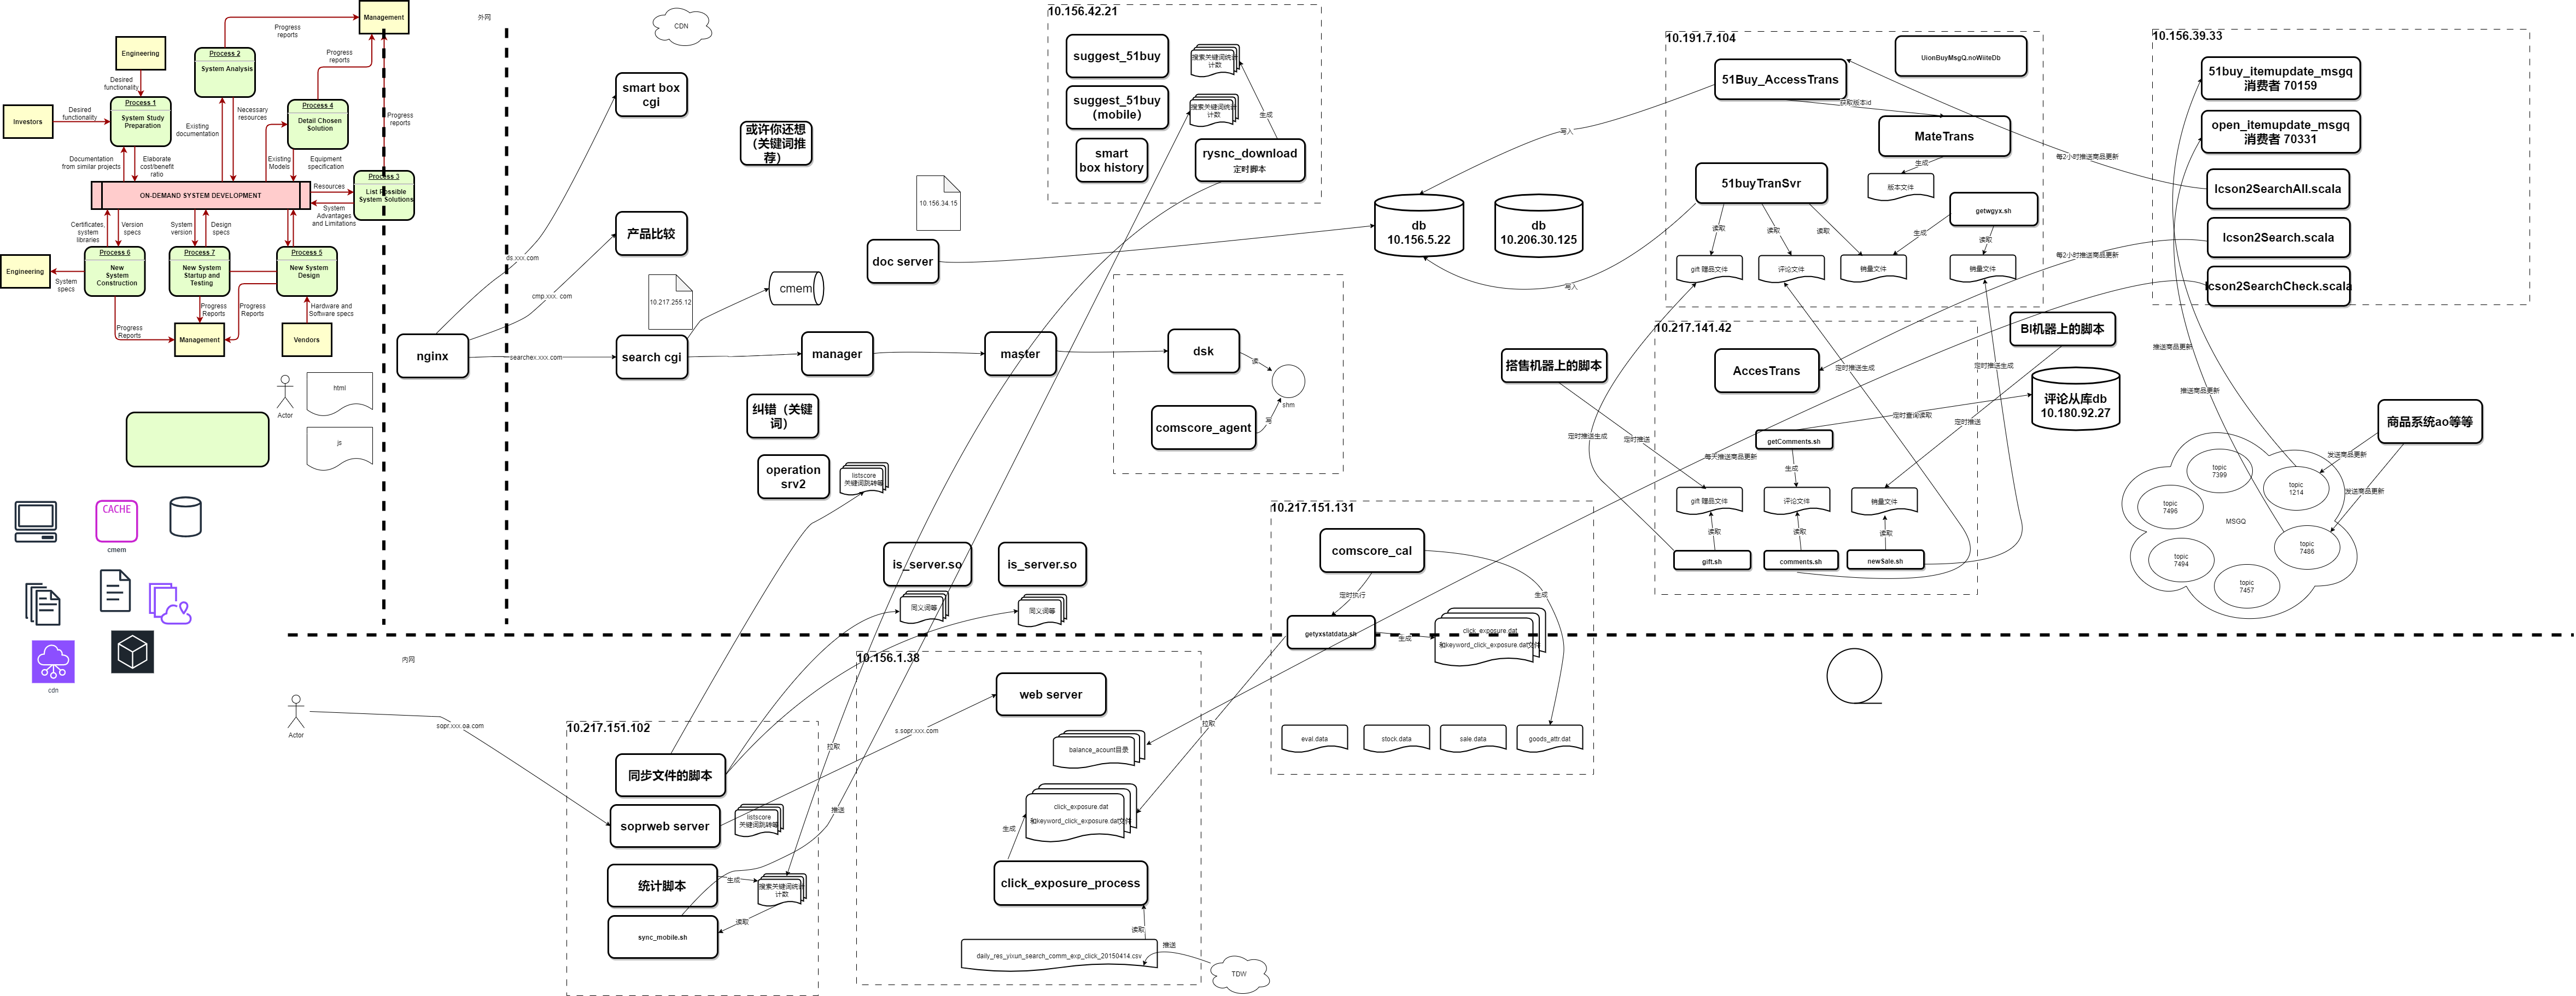 Management
Progress
reports
Engineering
Process 2
System Analysis
Progress
reports
Desired
functionality
Process 1
System Study
Preparation
Investors
Desired
functionality
Necessary
resources
Existing
documentation
Process 4
Detail Chosen
Solution
Progress
reports
Documentation
from similar projects
Elaborate
cost/benefit
ratio
Existing
Models
Equipment
specification
Process 3
List Possible
System Solutions
ON-DEMAND SYSTEM DEVELOPMENT
Resources
System
Advantages
and Limitations
Certificates,
system
libraries
Version
specs
System
version
Design
specs
Process 6
New
System
Construction
Process 7
New System
Startup and
Testing
Process 5
New System
Design
Engineering
System
specs
Progress
Reports
Progress
Reports
Progress
Reports
Hardware and
Software specs
Management
Vendors
Actor
html
js
CACHE
cmem
cdn
外网
CDN
smart box
cgi
或许你还想
（关键词推
荐）
10.156.34.15
产品比较
doc server
ds.xxx.com
cmp.xxx. com
10.217.255.12
cmem
nginx
searchex.xxx.com
search cgi
manager
master
纠错（关键
词）
operation
srv2
listscore
关键词跳转等
is_server.so
同义词等
is_server.so
同义词等
10.156.42.21
suggest_51buy
搜索关键词统计
计数
suggest_51buy
（mobile）
搜索关键词统计
计数
生成
smart
box history
rysnc_download
定时脚本
dsk
读
shm
写
comscore_agent
db
10.156.5.22
db
10.206.30.125
写入
写入
10.191.7.104
UionBuyMsgQ.noWiiteDb
51Buy_AccessTrans
获取版本id
MateTrans
生成
版本文件
51buyTranSvr
getwgyx.sh
读取
读取
读取
生成
读取
gift 赠品文件
评论文件
销量文件
销量文件
每2小时推送商品更新
每2小时推送商品更新
10.156.39.33
51buy_itemupdate_msgq
消费者 70159
open_itemupdate_msgq
消费者 70331
Icson2SearchAll.scala
Icson2Search.scala
Icson2SearchCheck.scala
10.217.141.42
AccesTrans
搭售机器上的脚本
BI机器上的脚本
定时推送生成
定时推送生成
评论从库db
10.180.92.27
定时查询读取
定时推送
定时推送生成
定时推送
getComments.sh
每天推送商品更新
生成
gift 赠品文件
评论文件
销量文件
读取
读取
读取
gift.sh
comments.sh
newSale.sh
推送商品更新
推送商品更新
商品系统ao等等
发送商品更新
发送商品更新
topic
7399
topic
1214
topic
7496
MSGQ
topic
7486
topic
7494
topic
7457
10.217.151.131
comscore_cal
定时执行
生成
getyxstatdata.sh
生成
click_exposure.dat
和keyword_click_exposure.dat文件
eval.data
stock.data
sale.data
goods_attr.dat
内网
Actor
sopr.xxx.oa.com
10.217.151.102
同步文件的脚本
soprweb server
listscore
关键词跳转等
统计脚本
生成
搜索关键词统计
计数
读取
sync_mobile.sh
拉取
推送
10.156.1.38
web server
s.sopr.xxx.com
balance_acount目录
拉取
click_exposure.dat
和keyword_click_exposure.dat文件
生成
click_exposure_process
读取
推送
daily_res_yixun_search_comm_exp_click_20150414.csv
TDW